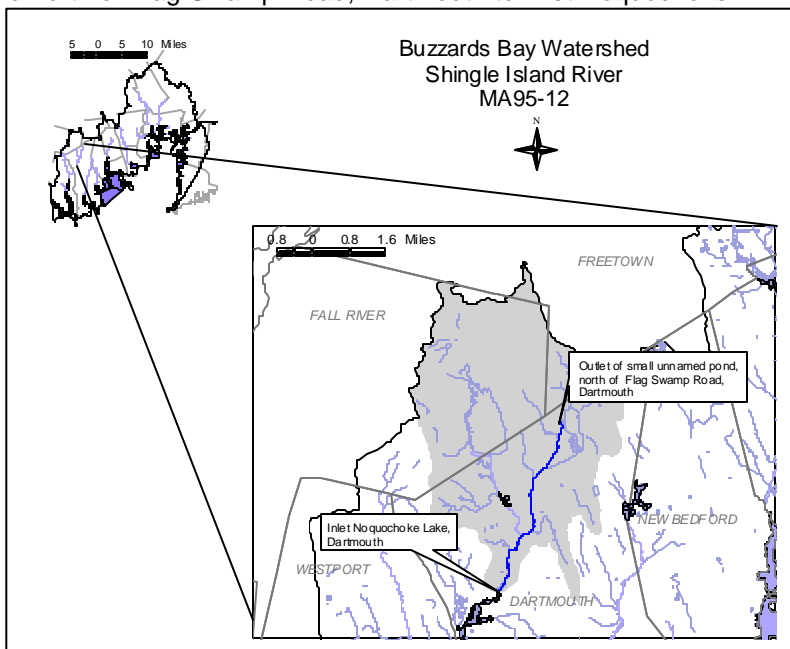 5 0 5 10 Miles
Buzzards Bay Watershed
Shingle Island River
MA95-12
N
0.8 0 0.8 1.6 Miles
FREETOWN
FALL RIVER
Outlet of small unnamed pond,
north of Flag Swamp Road,
Dartmouth
Inlet Noquochoke Lake,
Dartmouth
NEW BEDFORD
WESTPORT
DARTMOUTH